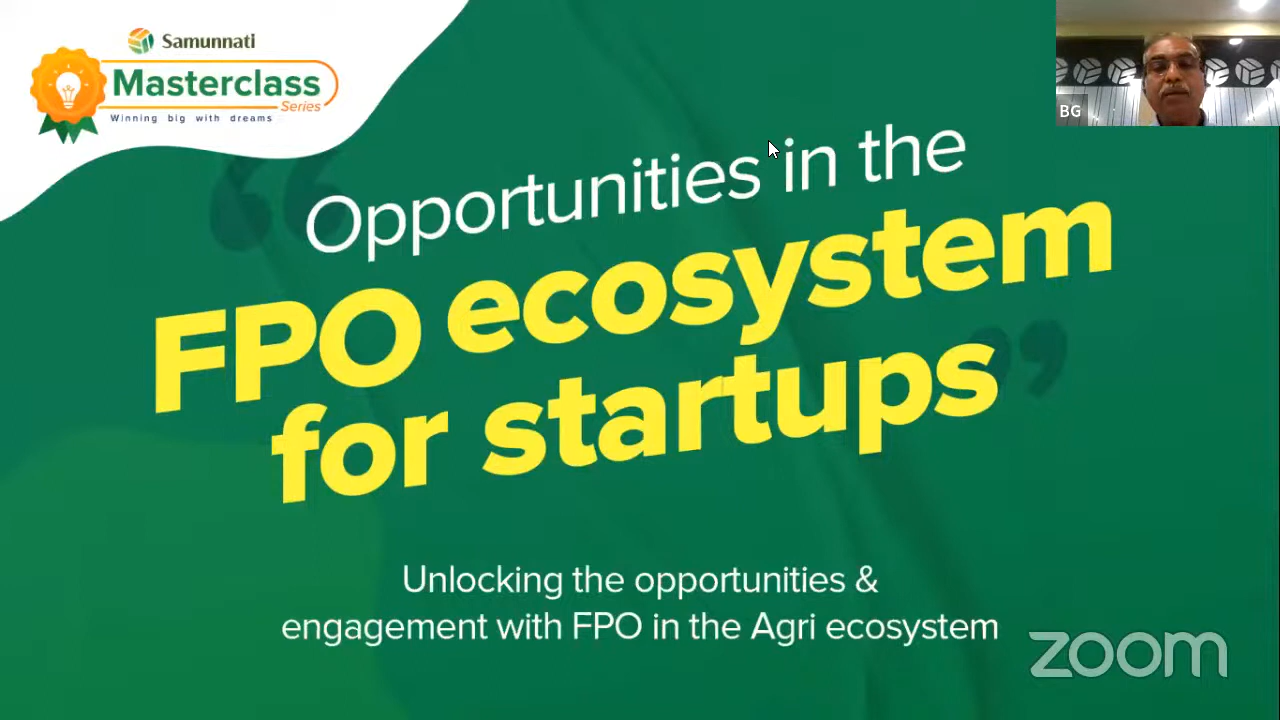 Samunnati
Masterclass
Series
Winning big with dreams
BG
“Opportunities in the
FPO ecosystem
for startups”
Unlocking the opportunities &
engagement with FPO in the Agri ecosystem
zoom